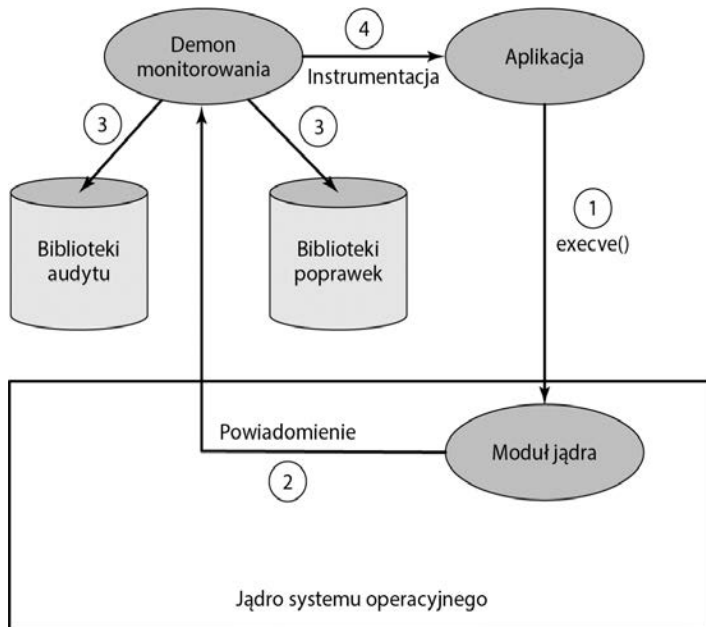 Demon
monitorowania
4
Instrumentacja
Aplikacja
3
3
Biblioteki
audytu
Biblioteki
poprawek
1
execve()
Powiadomienie
2
Moduł jądra
Jądro systemu operacyjnego